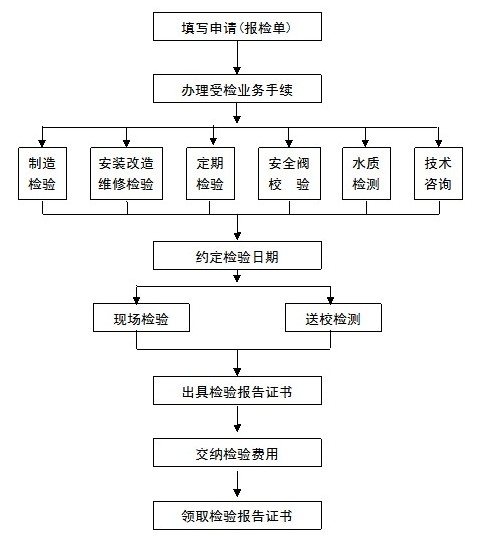 填写申请(报检单)
办理受检业务手续
制造
检验
安装改造
维修检验
定期
检验
安全阀
校 验
水质
检测
技术
咨询
约定检验日期
现场检验
送校检测
出具检验报告证书
交纳检验费用
领取检验报告证书